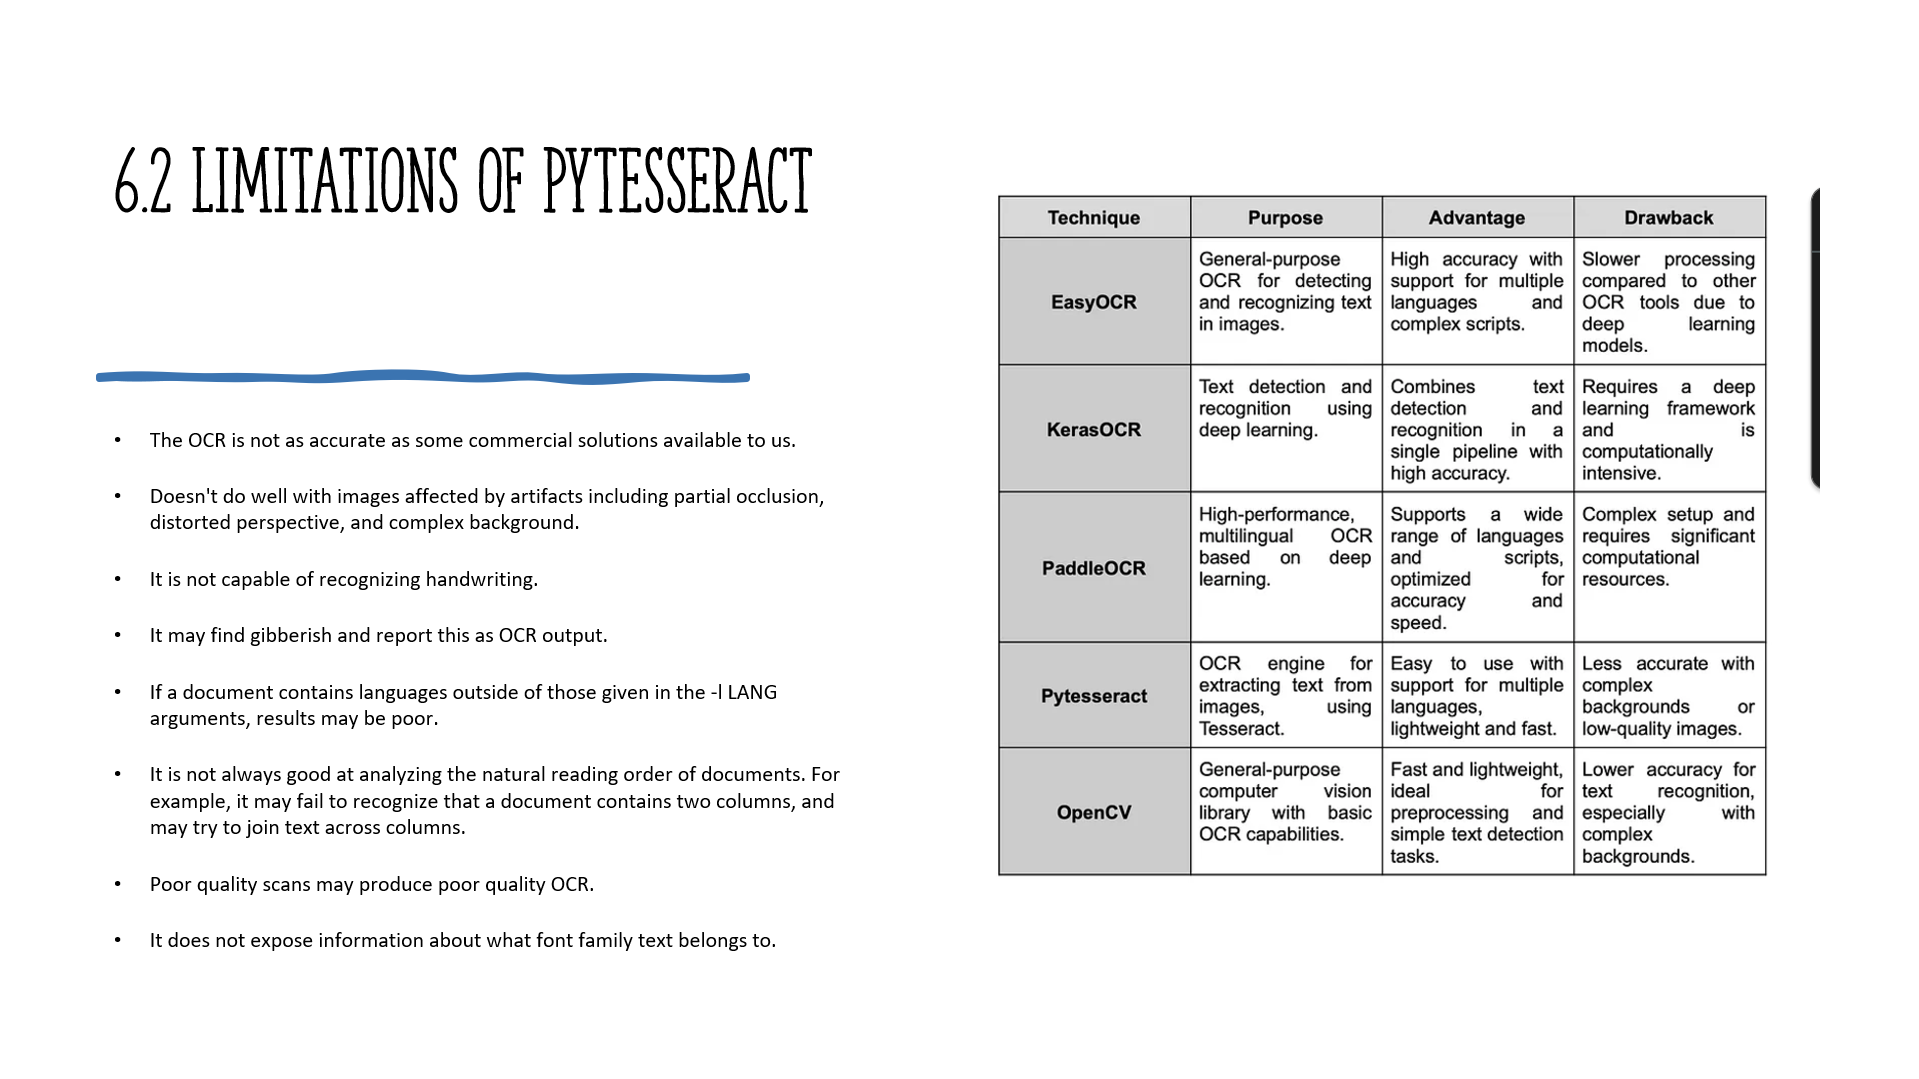 6.2 LIMITATIONS OF PYTESSERACT
• The OCR is not as accurate as some commercial solutions available to us.
• Doesn't do well with images affected by artifacts including partial occlusion,
distorted perspective, and complex background.
• It is not capable of recognizing handwriting.
• It may find gibberish and report this as OCR output.
• If a document contains languages outside of those given in the -l LANG
arguments, results may be poor.
• It is not always good at analyzing the natural reading order of documents. For
example, it may fail to recognize that a document contains two columns, and
may try to join text across columns.
• Poor quality scans may produce poor quality OCR.
• It does not expose information about what font family text belongs to.
Technique
Purpose
Advantage
Drawback
EasyOCR
General-purpose
OCR for detecting
and recognizing text
in images.
High accuracy with
support for multiple
languages and
complex scripts.
Slower processing
compared to other
OCR tools due to
deep learning
models.
KerasOCR
Text detection and
recognition using
deep learning.
Combines text
detection and
recognition in a
single pipeline with
high accuracy.
Requires a deep
learning framework
and is
computationally
intensive.
PaddleOCR
High-performance,
multilingual OCR
based on deep
learning.
Supports a wide
range of languages
and scripts,
optimized for
accuracy and
speed.
Complex setup and
requires significant
computational
resources.
Pytesseract
OCR engine for
extracting text from
images, using
Tesseract.
Easy to use with
support for multiple
languages,
lightweight and fast.
Less accurate with
complex
backgrounds or
low-quality images.
OpenCV
General-purpose
computer vision
library with basic
OCR capabilities.
Fast and lightweight,
ideal for
preprocessing and
simple text detection
tasks.
Lower accuracy for
text recognition,
especially with
complex
backgrounds.